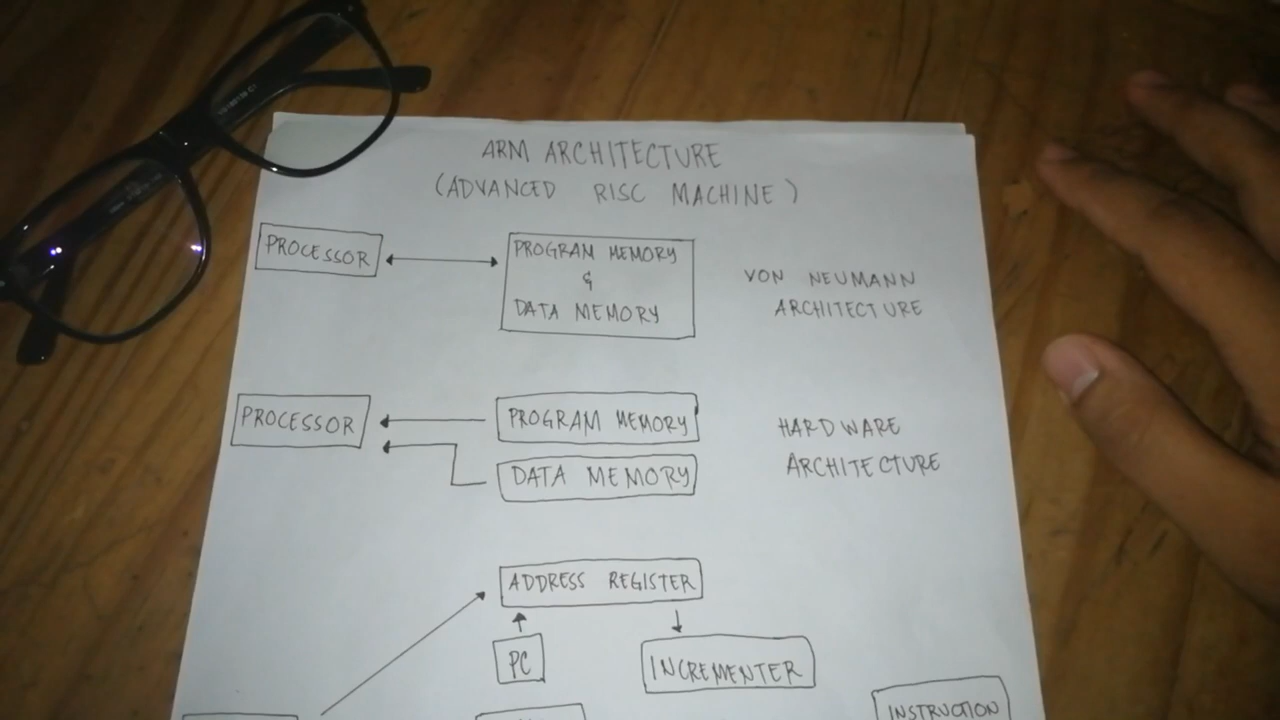 ARM ARCHITECTURE
(ADVANCED RISC MACHINE)
PROCESSOR
PROGRAM MEMORY
&
DATA MEMORY
VON NEUMANN
ARCHITECTURE
PROCESSOR
PROGRAM MEMORY
DATA MEMORY
HARDWARE
ARCHITECTURE
ADDRESS REGISTER
PC
INCREMENTER
INSTRUCTION